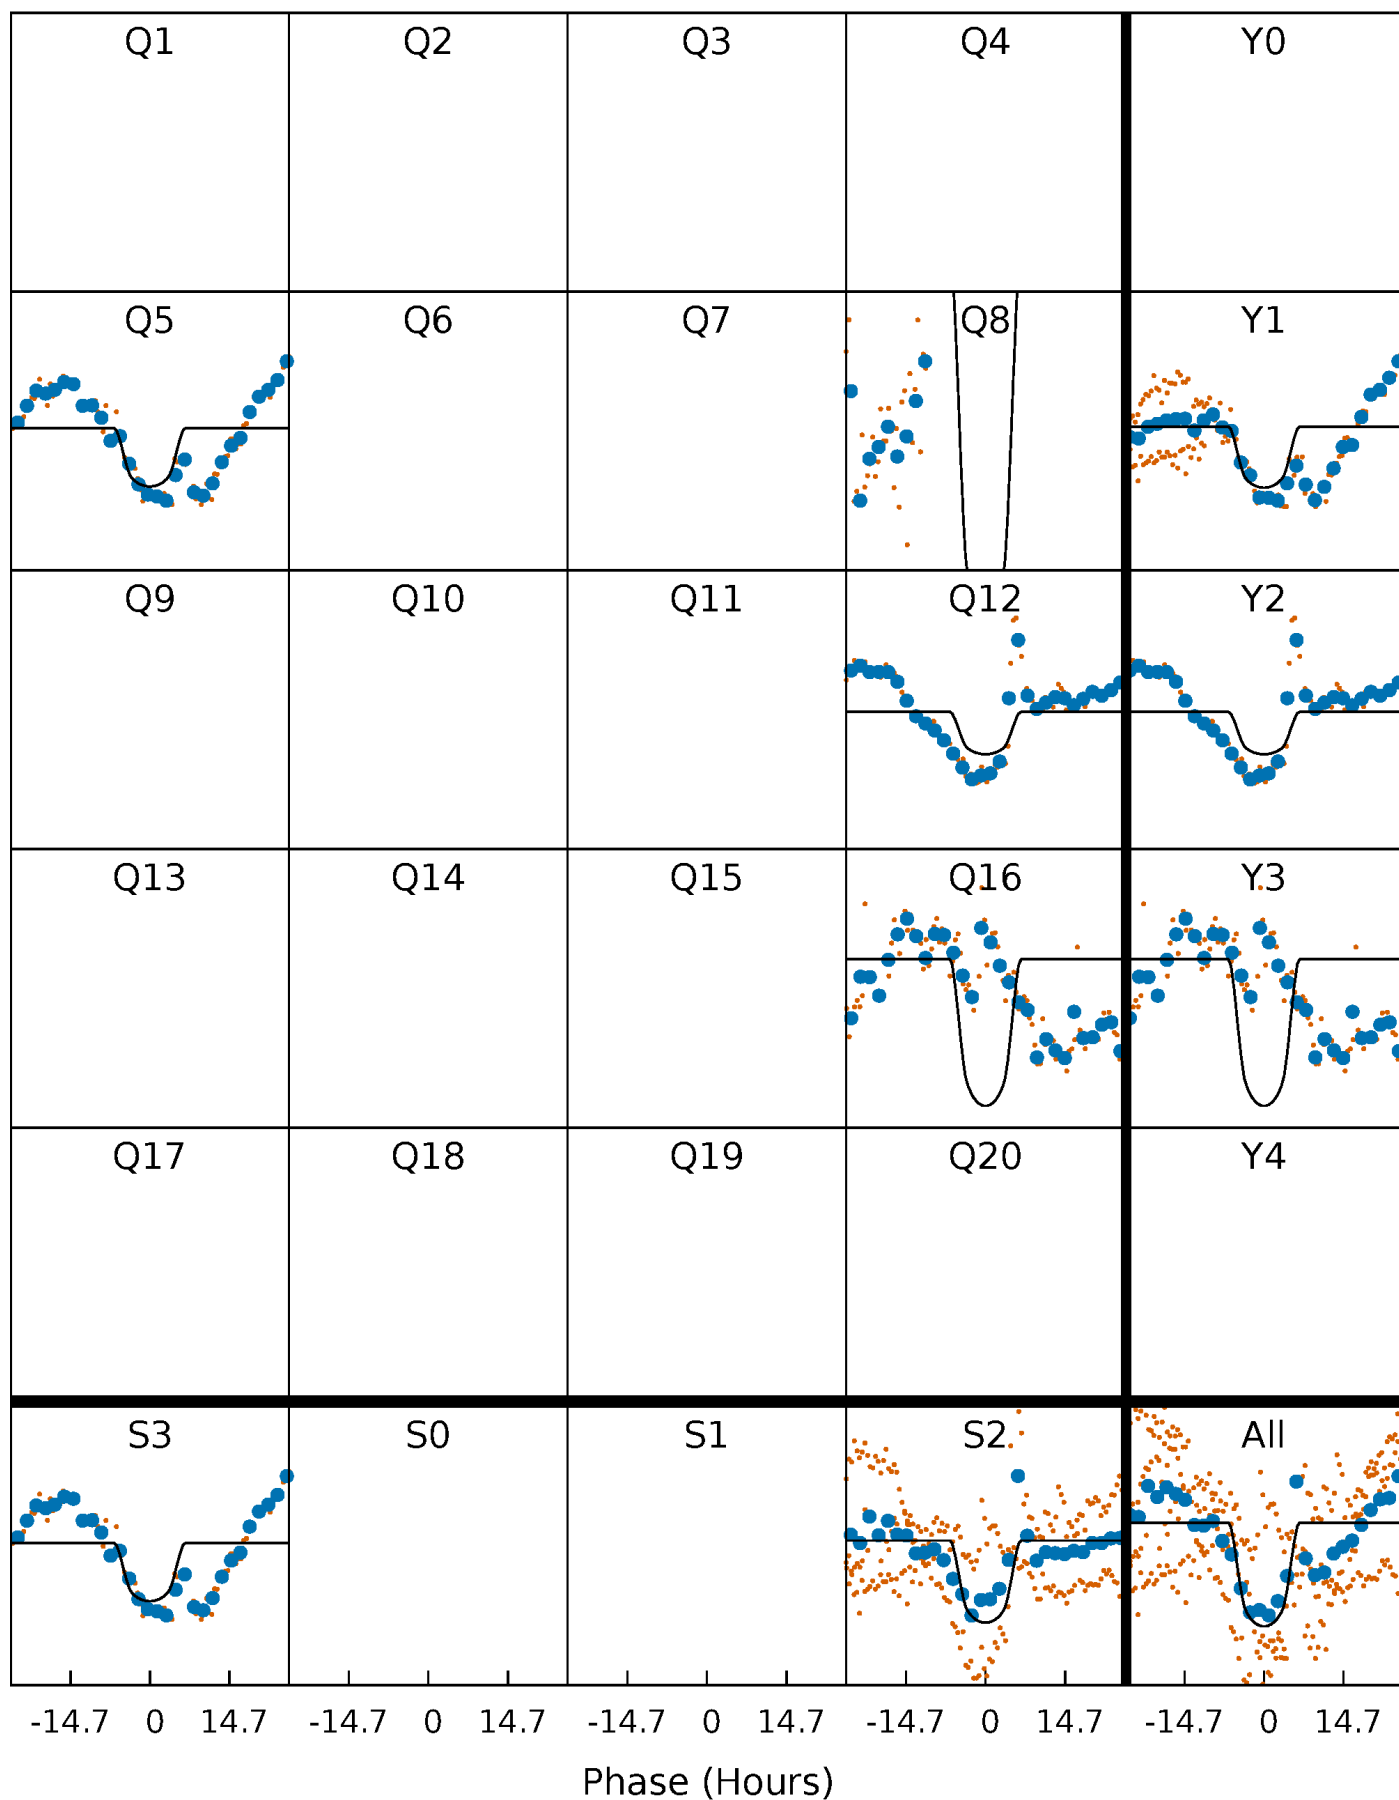 Q1 Q2 Q3 Q4 Y0
Q5 Q6 Q7 Q8 Y1
Q9 Q10 Q11 Q12 Y2
Q13 Q14 Q15 Q16 Y3
Q17 Q18 Q19 Q20 Y4
S3 S0 S1 S2 All
-14.7 0 14.7 -14.7 0 14.7 -14.7 0 14.7 -14.7 0 14.7 -14.7 0 14.7
Phase (Hours)